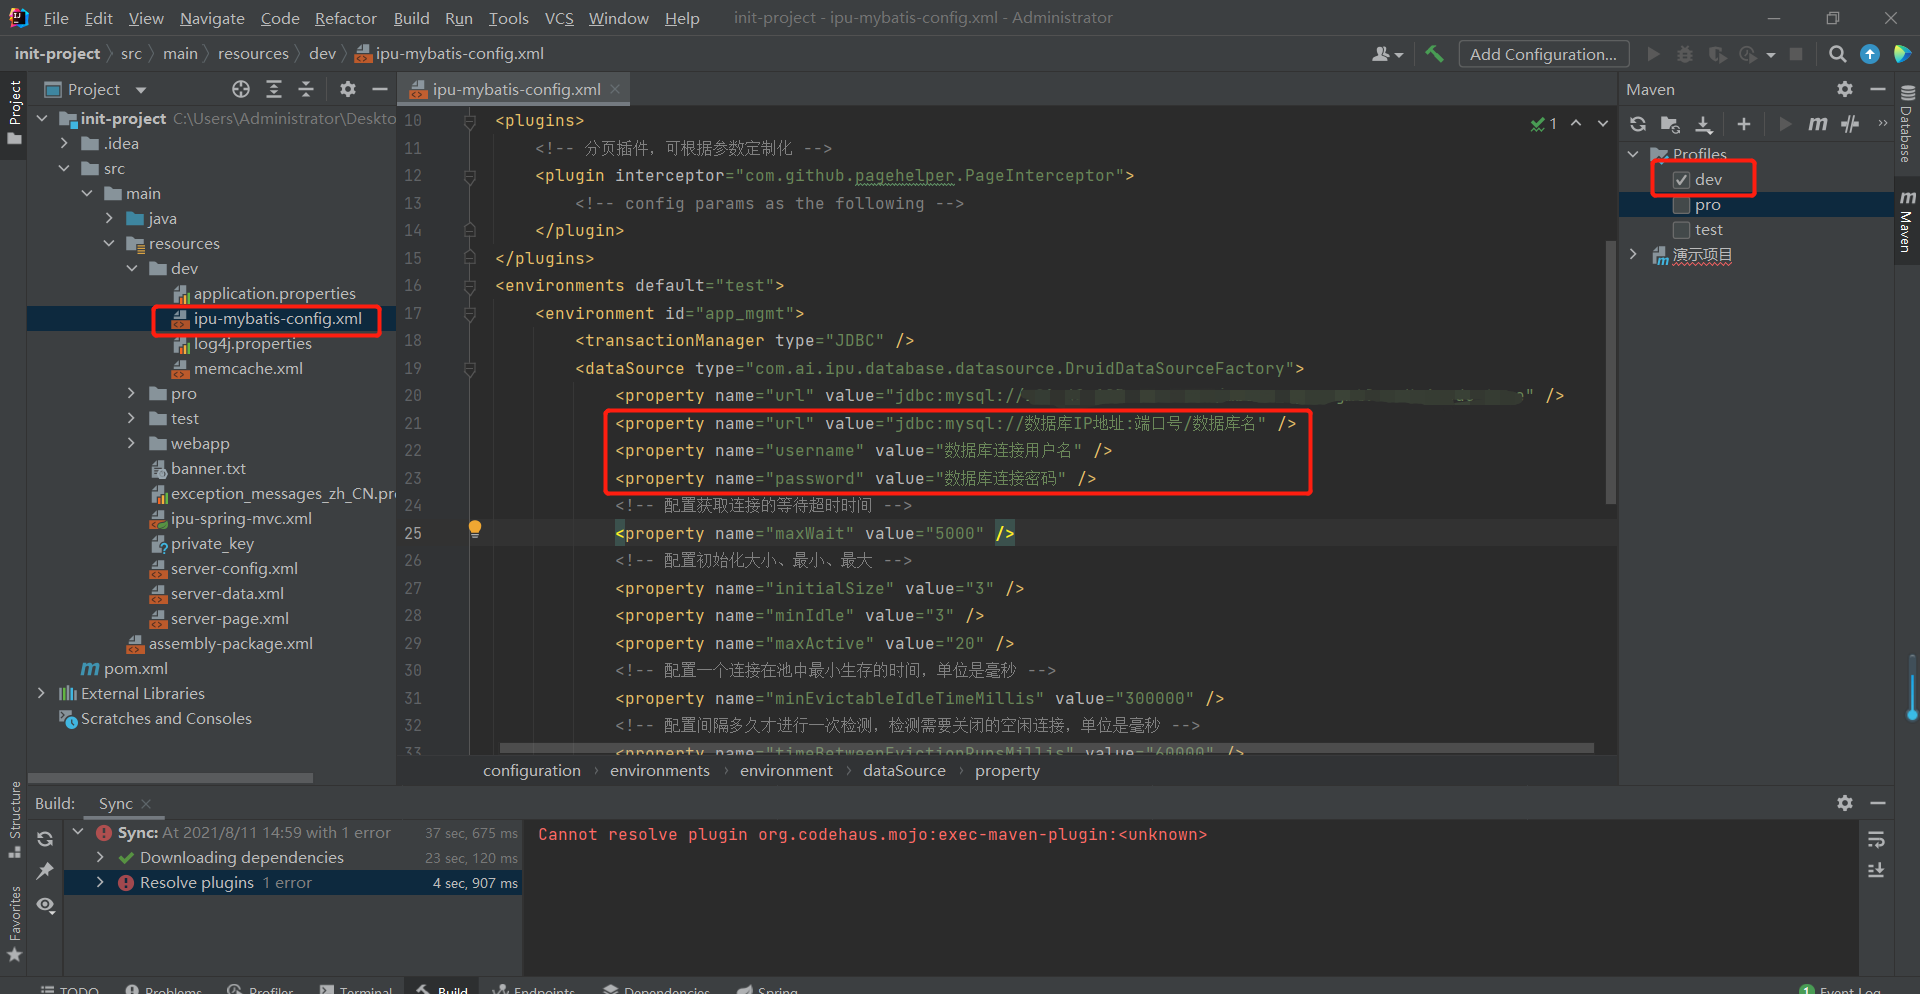 File Edit View Navigate Code Refactor Build Run Tools VCS Window Help init-project - ipu-mybatis-config.xml - Administrator
init-project src main resources dev ipu-mybatis-config.xml Add Configuration...
Project
Project
init-project C:\Users\Administrator\Deskto
.idea
src
main
java
resources
dev
application.properties
ipu-mybatis-config.xml
log4j.properties
memcache.xml
pro
test
webapp
banner.txt
exception_messages_zh_CN.pr
ipu-spring-mvc.xml
private_key
server-config.xml
server-data.xml
server-page.xml
assembly-package.xml
pom.xml
External Libraries
Scratches and Consoles
ipu-mybatis-config.xml
1
10 <plugins>
11 <!-- 分页插件，可根据参数定制化 -->
12 <plugin interceptor="com.github.pagehelper.PageInterceptor">
13 <!-- config params as the following -->
14 </plugin>
15 </plugins>
16 <environments default="test">
17 <environment id="app_mgmt">
18 <transactionManager type="JDBC" />
19 <dataSource type="com.ai.ipu.database.datasource.DruidDataSourceFactory">
20 <property name="url" value="jdbc:mysql:// " />
21 <property name="url" value="jdbc:mysql://数据库IP地址:端口号/数据库名" />
22 <property name="username" value="数据库连接用户名" />
23 <property name="password" value="数据库连接密码" />
24 <!-- 配置获取连接的等待超时时间 -->
25 <property name="maxWait" value="5000" />
26 <!-- 配置初始化大小、最小、最大 -->
27 <property name="initialSize" value="3" />
28 <property name="minIdle" value="3" />
29 <property name="maxActive" value="20" />
30 <!-- 配置一个连接在池中最小生存的时间，单位是毫秒 -->
31 <property name="minEvictableIdleTimeMillis" value="300000" />
32 <!-- 配置间隔多久才进行一次检测，检测需要关闭的空闲连接，单位是毫秒 -->
33 <property name="timeBetweenEvictionRunsMillis" value="60000" />
configuration environments environment dataSource property
Maven
Profiles
dev
pro
test
演示项目
Database
Maven
Structure
Favorites
Build: Sync
Sync: At 2021/8/11 14:59 with 1 error 37 sec, 675 ms
Downloading dependencies 23 sec, 120 ms
Resolve plugins 1 error 4 sec, 907 ms
Cannot resolve plugin org.codehaus.mojo:exec-maven-plugin:<unknown>
TODO Problems Profiler Terminal Build Endpoints Dependencies Spring 1 Event Log